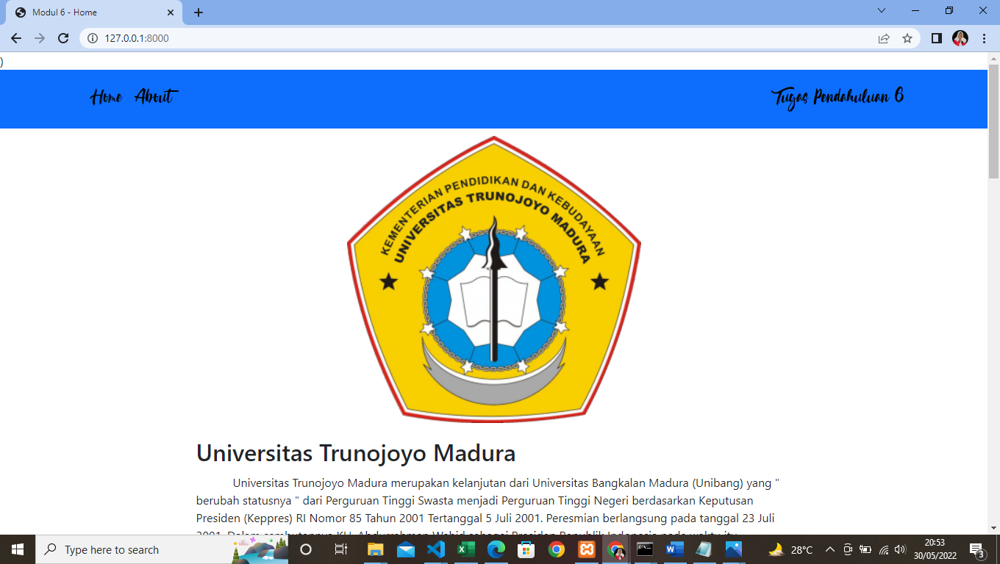 Modul 6 - Home
127.0.0.1:8000
)
Home About
Tugas Pendahuluan 6
KEMENTERIAN PENDIDIKAN DAN KEBUDAYAAN
UNIVERSITAS TRUNOJOYO MADURA
Universitas Trunojoyo Madura
Universitas Trunojoyo Madura merupakan kelanjutan dari Universitas Bangkalan Madura (Unibang) yang "
berubah statusnya " dari Perguruan Tinggi Swasta menjadi Perguruan Tinggi Negeri berdasarkan Keputusan
Presiden (Keppres) RI Nomor 85 Tahun 2001 Tertanggal 5 Juli 2001. Peresmian berlangsung pada tanggal 23 Juli
2001. Dalam sambutannya KH. Abdurrahman Wahid sebagai Presiden Republik Indonesia pada waktu itu
Type here to search
28°C
20:53
30/05/2022
3